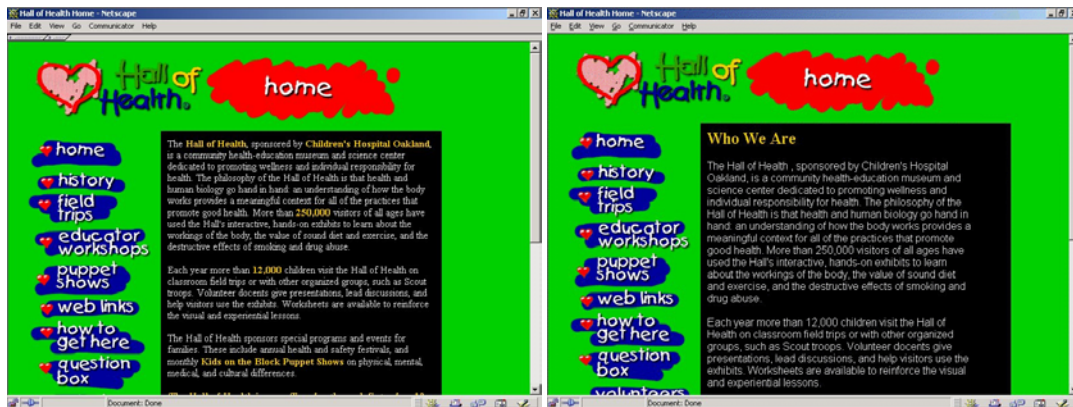 Hall of Health Home - Netscape
File Edit View Go Communicator Help
Hall of
Health.
home
home
history
field
trips
educator
workshops
puppet
shows
web links
how to
get here
question
box
The Hall of Health, sponsored by Children's Hospital Oakland,
is a community health-education museum and science center
dedicated to promoting wellness and individual responsibility for
health. The philosophy of the Hall of Health is that health and
human biology go hand in hand: an understanding of how the body
works provides a meaningful context for all of the practices that
promote good health. More than 250,000 visitors of all ages have
used the Hall's interactive, hands-on exhibits to learn about the
workings of the body, the value of sound diet and exercise, and the
destructive effects of smoking and drug abuse.
Each year more than 12,000 children visit the Hall of Health on
classroom field trips or with other organized groups, such as Scout
troops. Volunteer docents give presentations, lead discussions, and
help visitors use the exhibits. Worksheets are available to reinforce
the visual and experiential lessons.
The Hall of Health sponsors special programs and events for
families. These include annual health and safety festivals, and
monthly Kids on the Block Puppet Shows on physical, mental,
medical, and cultural differences.
Document: Done
Hall of Health Home - Netscape
File Edit View Go Communicator Help
Hall of
Health.
home
home
history
field
trips
educator
workshops
puppet
shows
web links
how to
get here
question
box
volunteers
Who We Are
The Hall of Health , sponsored by Children's Hospital
Oakland, is a community health-education museum and
science center dedicated to promoting wellness and
individual responsibility for health. The philosophy of the
Hall of Health is that health and human biology go hand in
hand: an understanding of how the body works provides a
meaningful context for all of the practices that promote
good health. More than 250,000 visitors of all ages have
used the Hall's interactive, hands-on exhibits to learn
about the workings of the body, the value of sound diet
and exercise, and the destructive effects of smoking and
drug abuse.
Each year more than 12,000 children visit the Hall of
Health on classroom field trips or with other organized
groups, such as Scout troops. Volunteer docents give
presentations, lead discussions, and help visitors use the
exhibits. Worksheets are available to reinforce the visual
and experiential lessons.
Document: Done